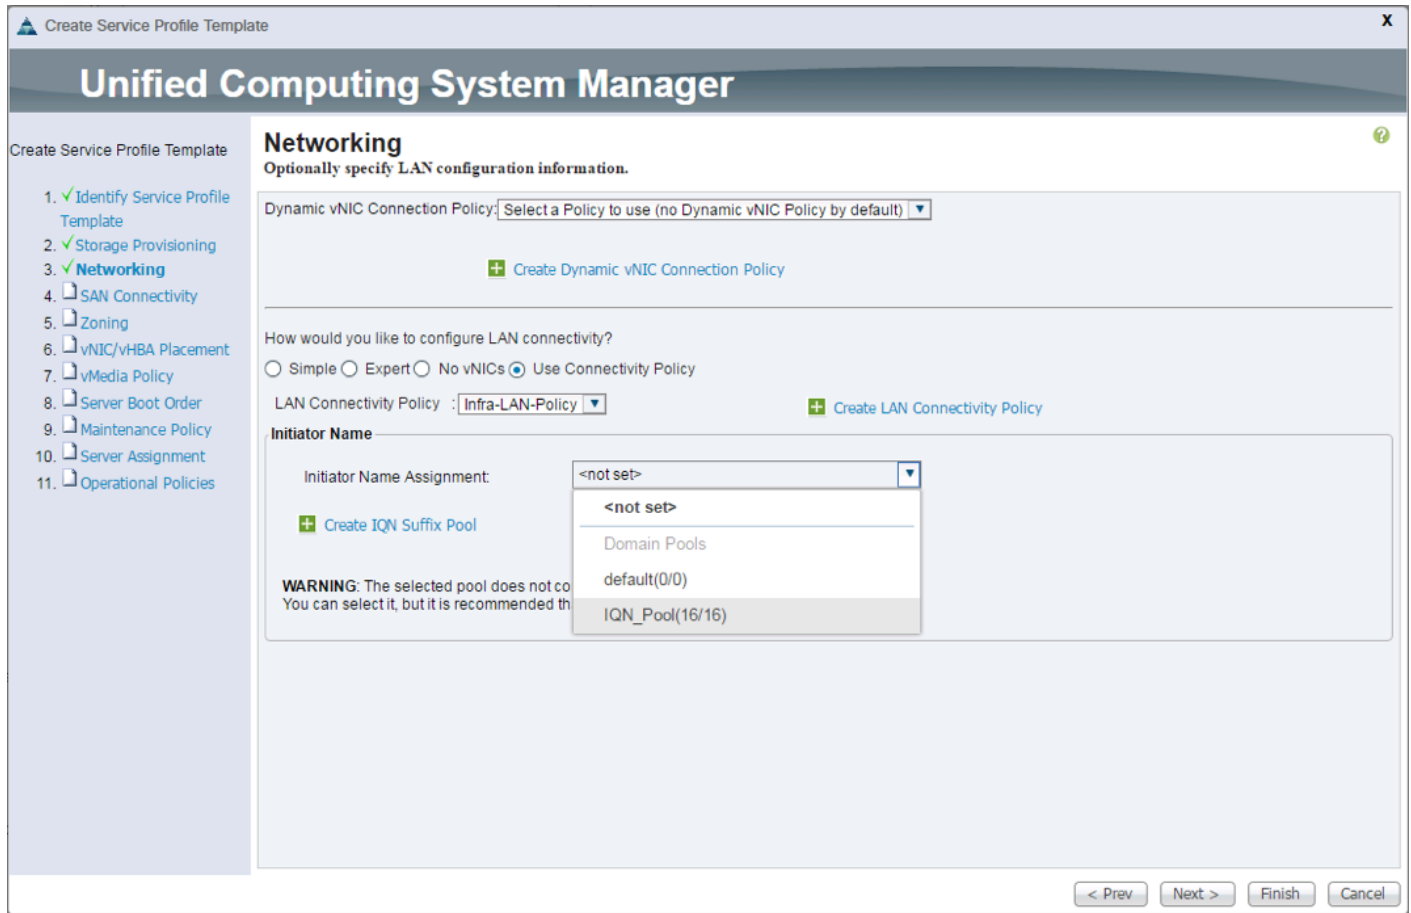 Create Service Profile Template
X
Unified Computing System Manager
Create Service Profile Template
1. Identify Service Profile
Template
2. Storage Provisioning
3. Networking
4. SAN Connectivity
5. Zoning
6. vNIC/vHBA Placement
7. vMedia Policy
8. Server Boot Order
9. Maintenance Policy
10. Server Assignment
11. Operational Policies
Networking
?
Optionally specify LAN configuration information.
Dynamic vNIC Connection Policy: Select a Policy to use (no Dynamic vNIC Policy by default)
Create Dynamic vNIC Connection Policy
How would you like to configure LAN connectivity?
Simple Expert No vNICs Use Connectivity Policy
LAN Connectivity Policy : Infra-LAN-Policy
Create LAN Connectivity Policy
Initiator Name
Initiator Name Assignment: <not set>
<not set>
Create IQN Suffix Pool
Domain Pools
default(0/0)
IQN_Pool(16/16)
WARNING: The selected pool does not co
You can select it, but it is recommended th
< Prev Next > Finish Cancel